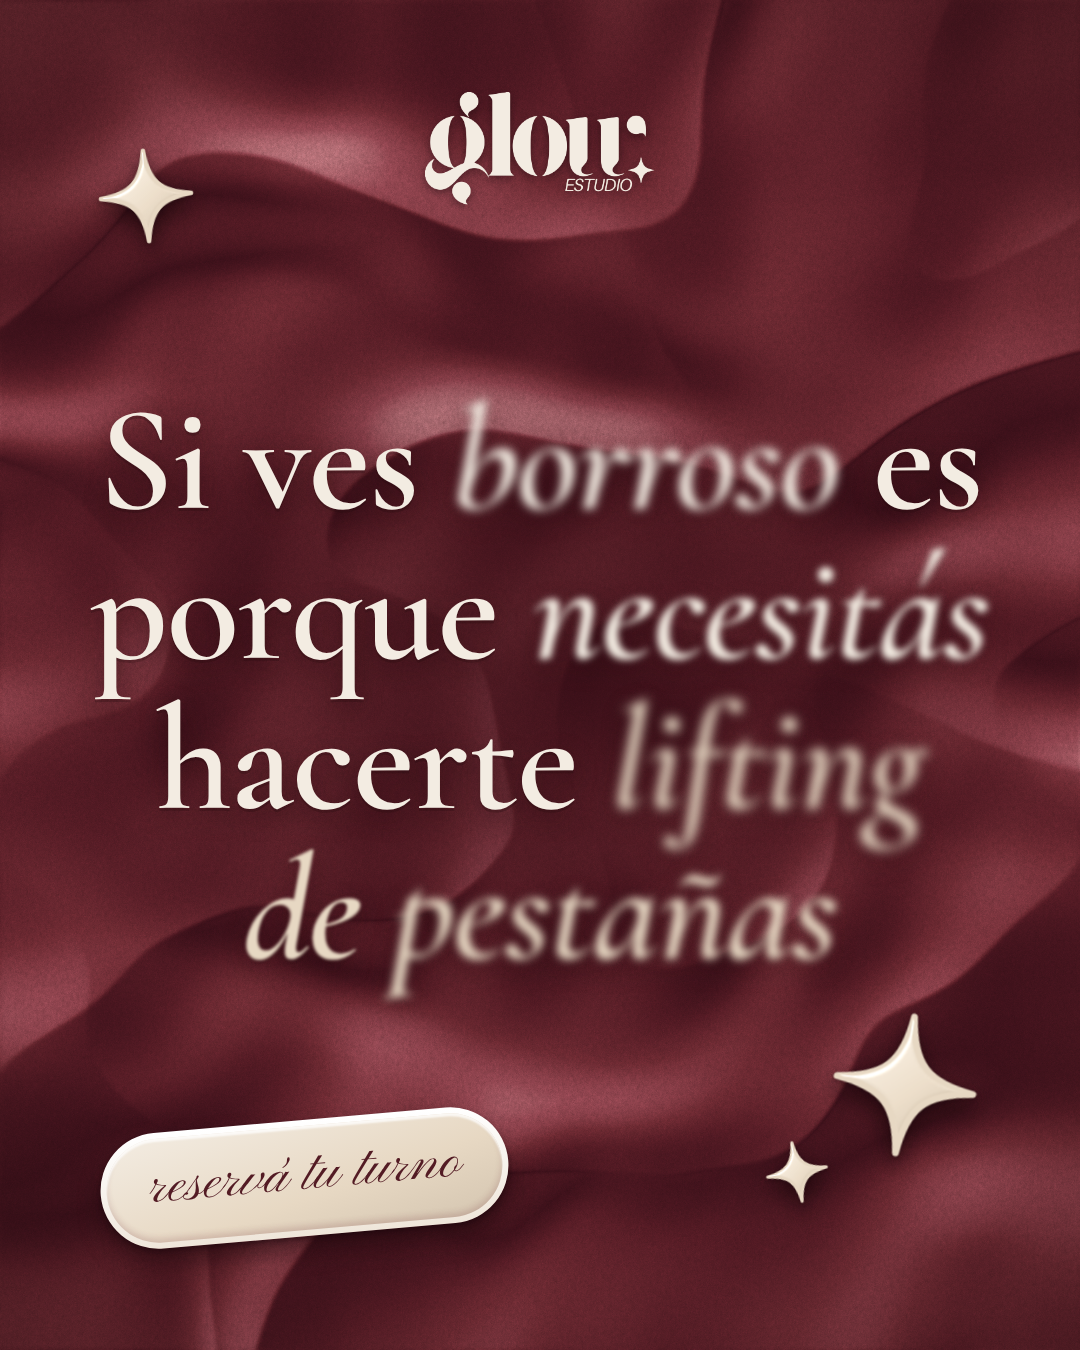 glow
ESTUDIO
Si ves borroso es
porque necesitás
hacerte lifting
de pestañas
reservá tu turno